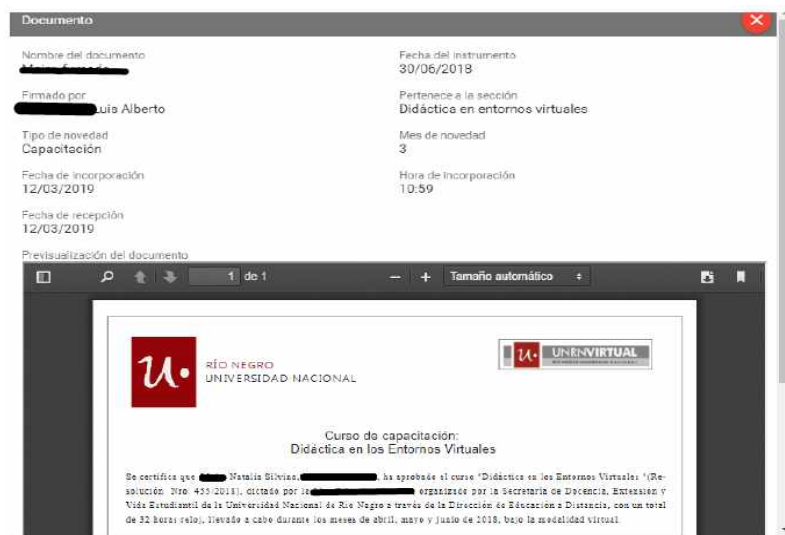 Documento
Nombre del documento
Fecha del instrumento
30/06/2018
Firmado por
Luis Alberto
Pertenece a la sección
Didáctica en entornos virtuales
Tipo de novedad
Capacitación
Mes de novedad
3
Fecha de incorporación
12/03/2019
Hora de incorporación
10:59
Fecha de recepción
12/03/2019
Previsualización del documento
1 de 1
Tamaño automático
RÍO NEGRO
UNIVERSIDAD NACIONAL
UNRNVIRTUAL
Curso de capacitación:
Didáctica en los Entornos Virtuales
Se certifica que Natalia Silvina, ha aprobado el curso "Didáctica en los Entornos Virtuales "(Re-
solución Nro: 455/2018), dictado por la organizado por la Secretaría de Docencia, Extensión y
Vida Estudiantil de la Universidad Nacional de Río Negro a través de la Dirección de Educación a Distancia, con un total
de 32 horas reloj, llevado a cabo durante los meses de abril, mayo y junio de 2018, bajo la modalidad virtual.